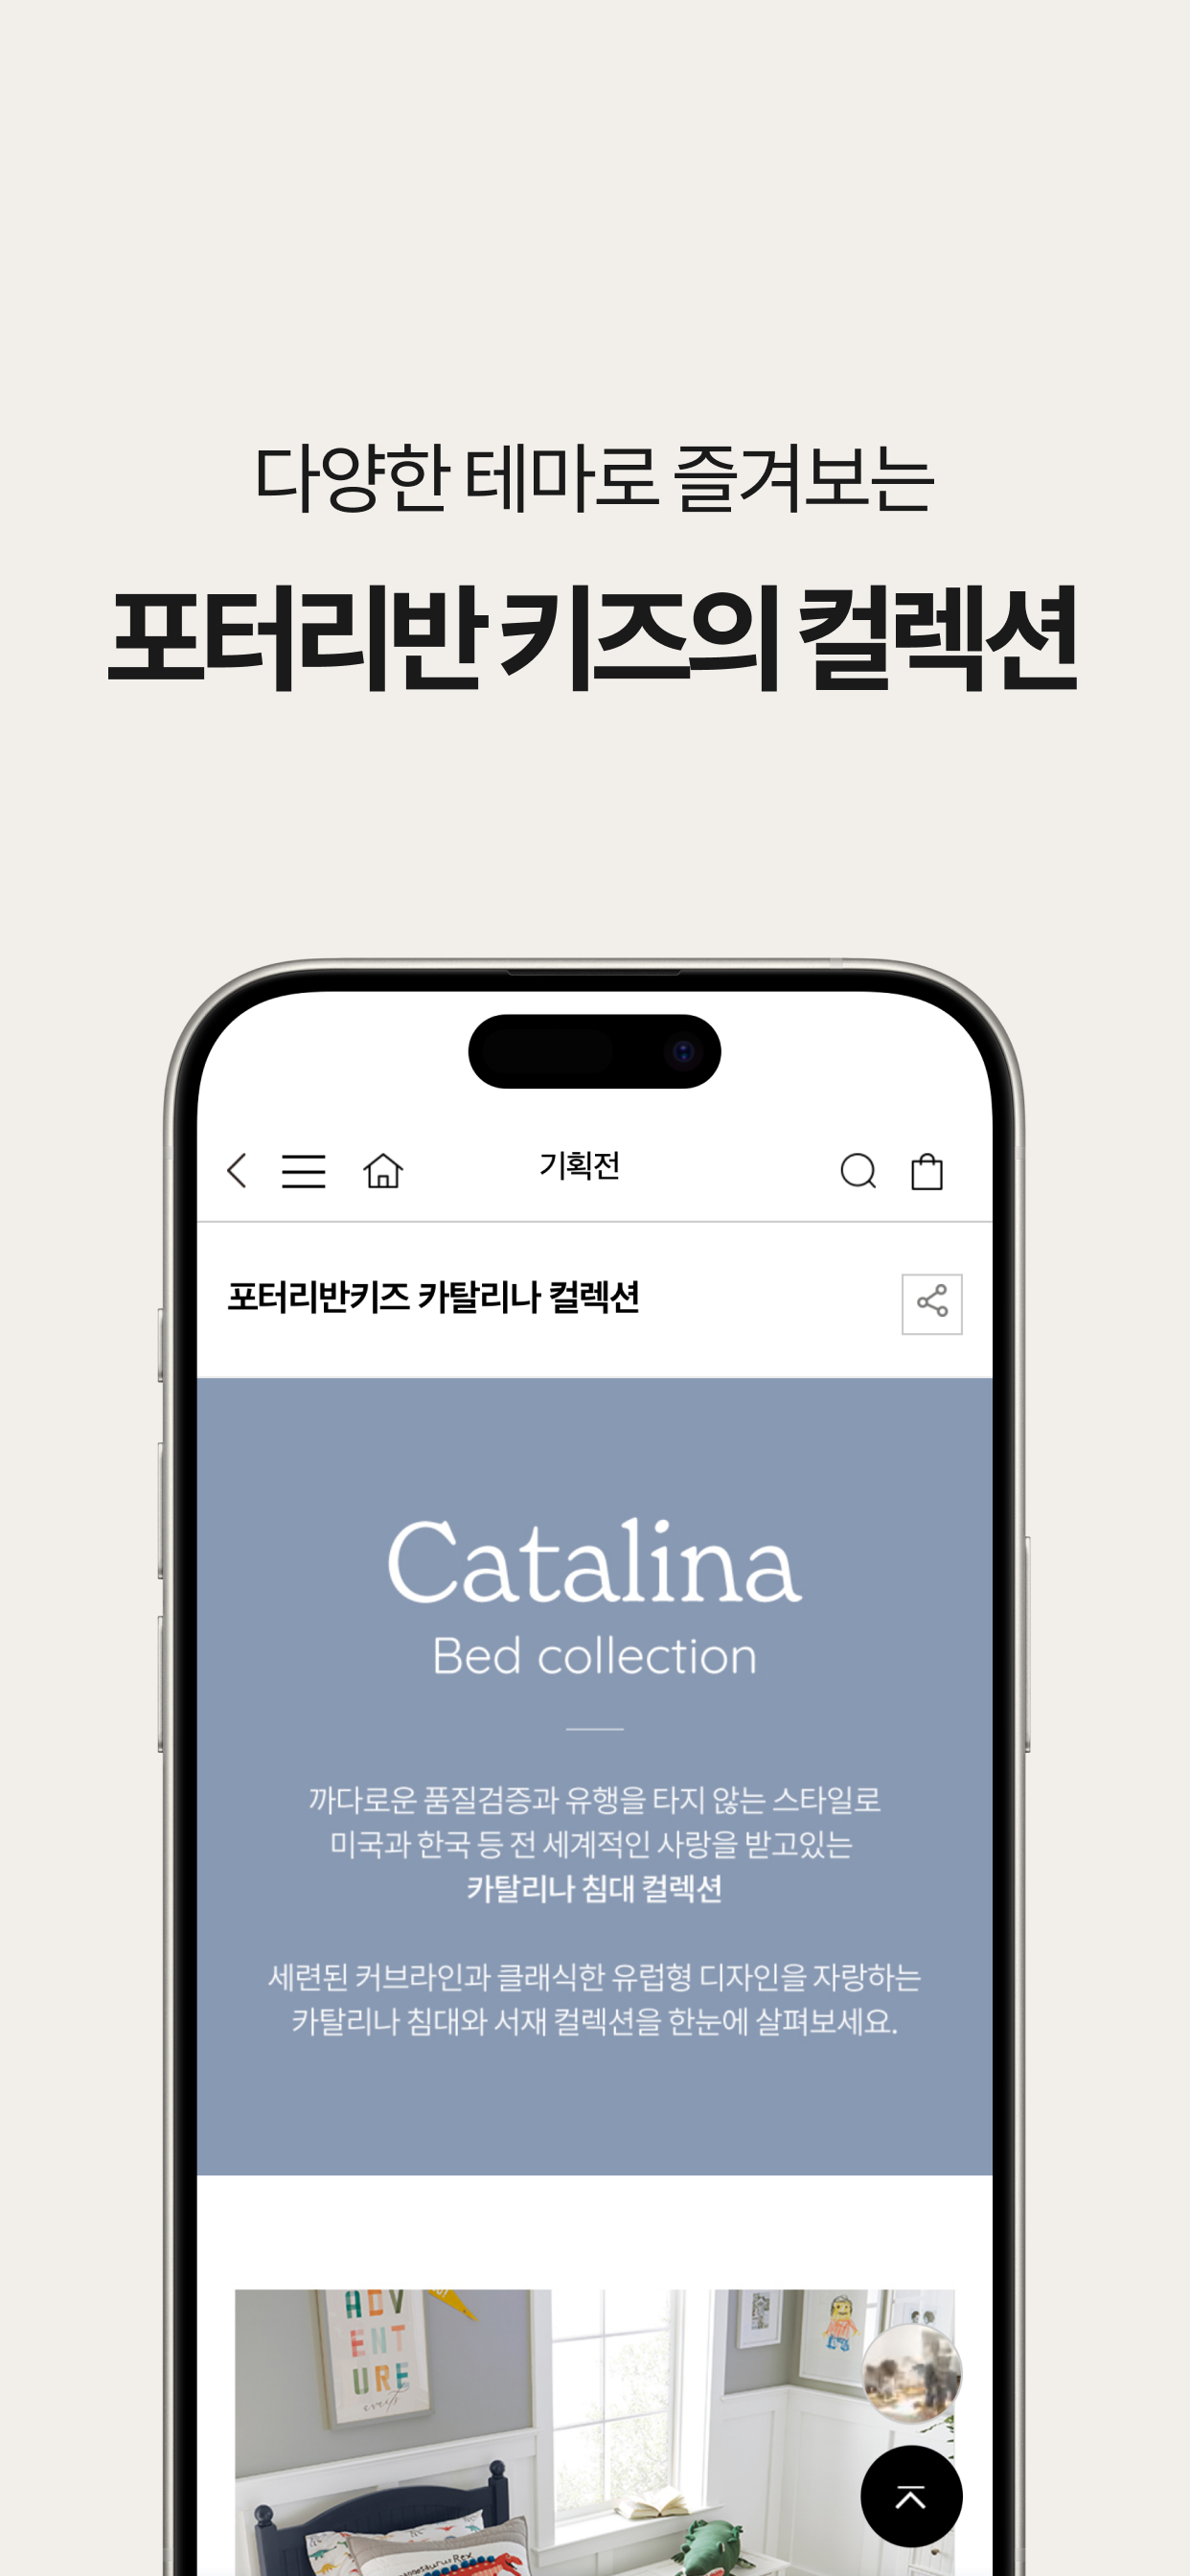 다양한 테마로 즐겨보는
포터리반 키즈의 컬렉션
기획전
포터리반키즈 카탈리나 컬렉션
Catalina
Bed collection
까다로운 품질검증과 유행을 타지 않는 스타일로
미국과 한국 등 전 세계적인 사랑을 받고있는
카탈리나 침대 컬렉션
세련된 커브라인과 클래식한 유럽형 디자인을 자랑하는
카탈리나 침대와 서재 컬렉션을 한눈에 살펴보세요.
ADV
ENT
URE
awaits